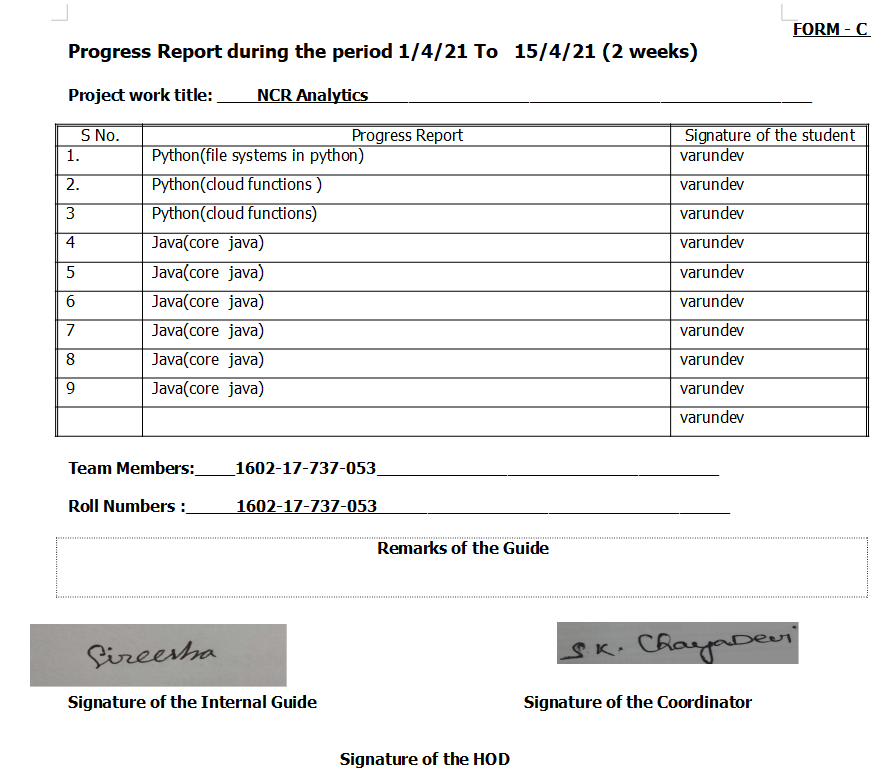 FORM - C
Progress Report during the period 1/4/21 To 15/4/21 (2 weeks)
Project work title: NCR Analytics
S No. Progress Report Signature of the student
1. Python(file systems in python) varundev
2. Python(cloud functions ) varundev
3 Python(cloud functions) varundev
4 Java(core java) varundev
5 Java(core java) varundev
6 Java(core java) varundev
7 Java(core java) varundev
8 Java(core java) varundev
9 Java(core java) varundev
varundev
Team Members: 1602-17-737-053
Roll Numbers : 1602-17-737-053
Remarks of the Guide
Sireesha S K. ChayaDevi
Signature of the Internal Guide Signature of the Coordinator
Signature of the HOD